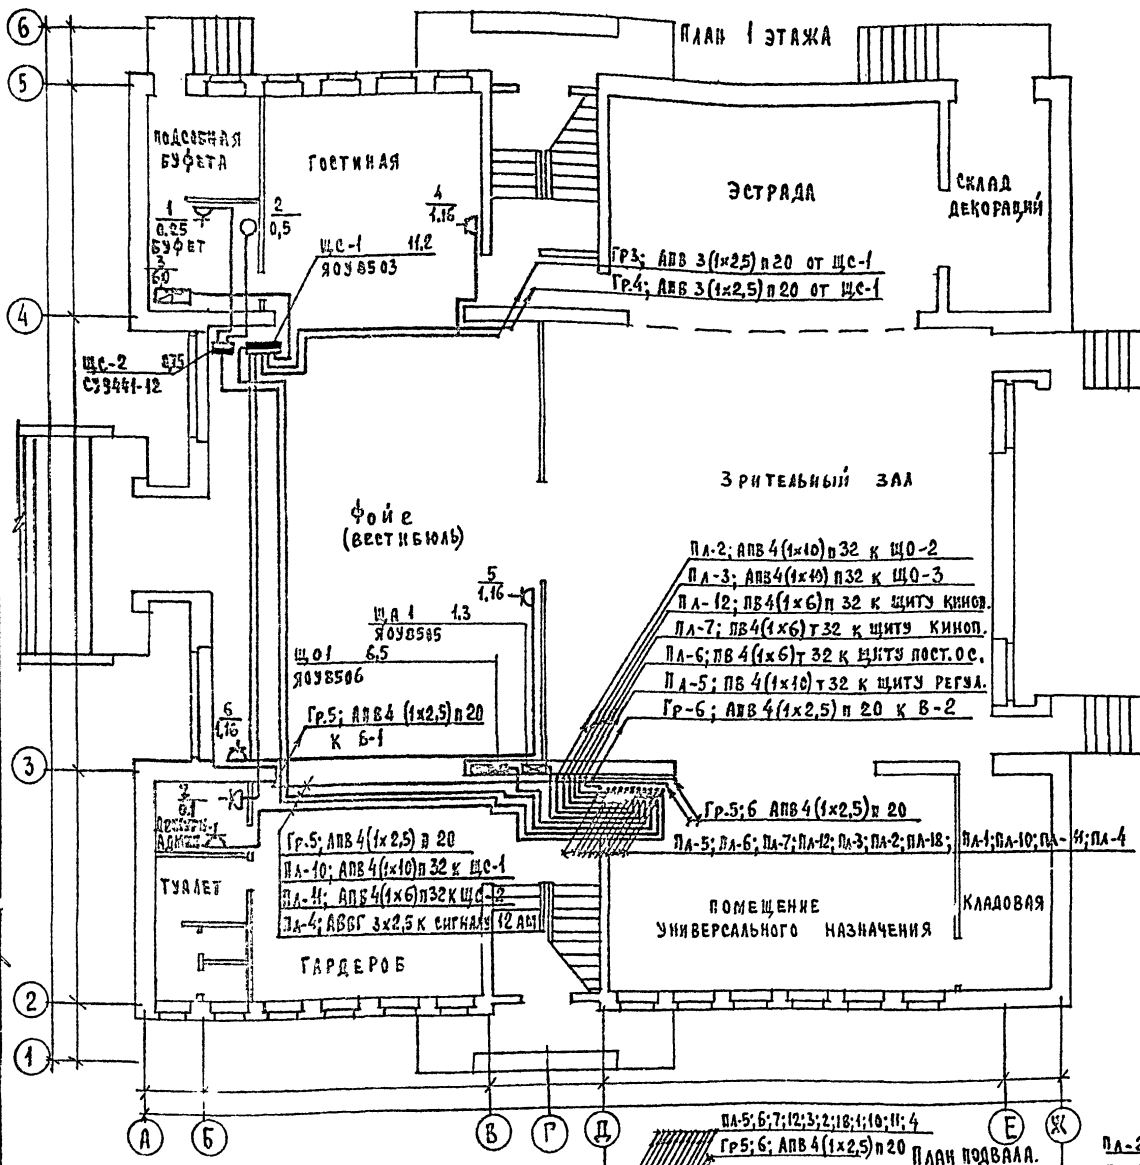 ПЛАН 1 ЭТАЖА
6
5
4
3
2
1
ПОДСОБНАЯ
БУФЕТА
ГОСТИНАЯ
ЭСТРАДА
СКЛАД
ДЕКОРАЦИЙ
1
0.25
2
0,5
4
1.16
БУФЕТ
3
6.0
ЩС-1 11.2
ЯОУ8503
Гр3; АПВ 3(1×2,5) п20 от ЩС-1
Гр.4; АПВ 3(1×2,5) п20 от ЩС-1
ЩС-2
СУ9441-12
ЗРИТЕЛЬНЫЙ ЗАЛ
ФОЙЕ
(ВЕСТИБЮЛЬ)
Пл-2; АПВ 4(1×10) п32 к ЩО-2
Пл-3; АПВ4(1×10) п32 к ЩО-3
Пл-12; ПВ4(1×6) п 32 к ЩИТУ КИНОП.
Пл-7; ПВ4(1×6) т 32 к ЩИТУ КИНОП.
Пл-6; ПВ 4(1×6) т 32 к ЩИТУ ПОСТ.ОС.
Пл-5; ПВ 4(1×10) т 32 к ЩИТУ РЕГУЛ.
Гр-6; АПВ 4(1×2,5) п 20 к В-2
5
1,16
ЩА 1 1.3
ЯОУ8505
ЩО1 6.5
ЯОУ8506
Гр.5; АПВ4 (1×2,5) п 20
к В-1
6
1,16
7
0.1
Гр.5;6 АПВ 4(1×2,5) п 20
Пл-5; Пл-6; Пл-7; Пл-12; Пл-3; Пл-2; Пл-18; Пл-1; Пл-10; Пл-11; Пл-4
Гр.5; АПВ 4(1×2,5) п 20
Пл-10; АПВ 4(1×10) п 32 к ЩС-1
Пл-11; АПВ 4(1×6) п32 к ЩС-2
Пл-4; АВВГ 3×2,5 к СИГНАЛУ
ТУАЛЕТ
ГАРДЕРОБ
ПОМЕЩЕНИЕ
УНИВЕРСАЛЬНОГО НАЗНАЧЕНИЯ
КЛАДОВАЯ
А
Б
В
Г
Д
Е
Ж
ПЛ-5;6;7;12;3;2;18;1;10;11;4
Гр5;6; АПВ 4(1×2,5) п 20
ПЛАН ПОДВАЛА.